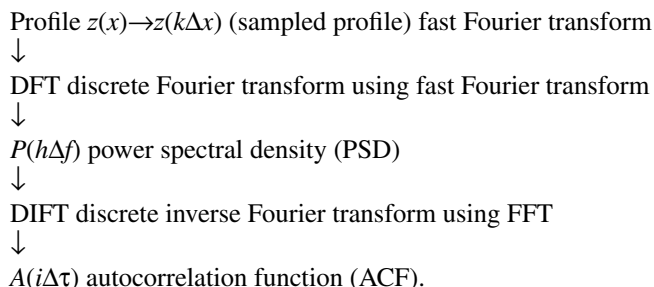 Profile z(x)→z(kΔx) (sampled profile) fast Fourier transform
↓
DFT discrete Fourier transform using fast Fourier transform
↓
P(hΔf) power spectral density (PSD)
↓
DIFT discrete inverse Fourier transform using FFT
↓
A(iΔτ) autocorrelation function (ACF).